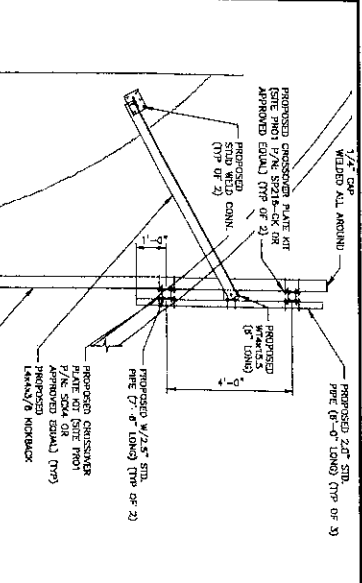 1/4" CAP
WELDED ALL AROUND
PROPOSED 2.0" STD.
PIPE (8'-0" LONG) (TYP OF 3)
PROPOSED CROSSOVER PLATE KIT
(SITE PRO1 P/N: SP216-CK OR
APPROVED EQUAL) (TYP OF 2)
PROPOSED
WT4X15.5
(6" LONG)
4'-0"
PROPOSED
STUD WELD CONN.
(TYP OF 2)
1'-0"
PROPOSED W/2.5" STD.
PIPE LONG) (TYP OF 2)
PROPOSED CROSSOVER
PLATE KIT (SITE PRO1
P/N: SCX4 OR
APPROVED EQUAL) (TYP)
PROPOSED
L4X4X3/8 KICKBACK